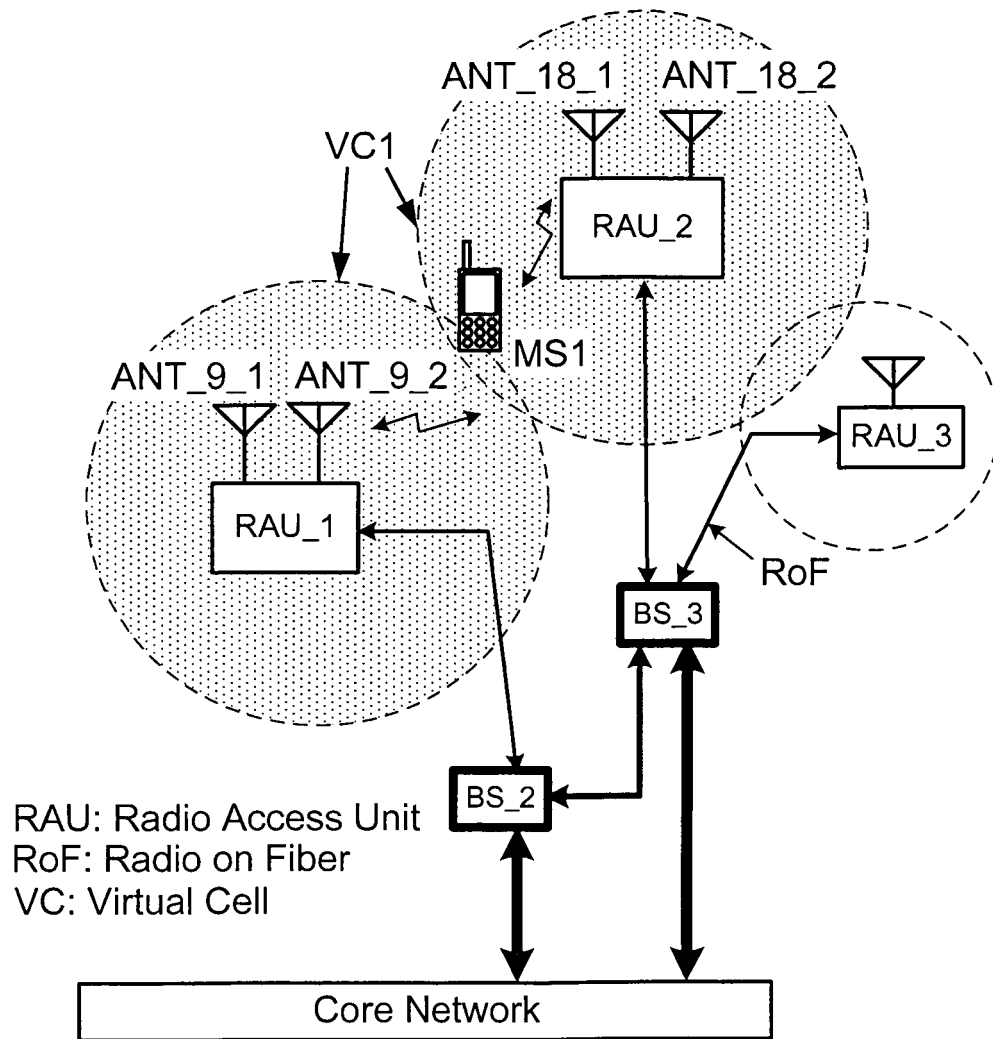 ANT_18_1 ANT_18_2
VC1
RAU_2
MS1
ANT_9_1 ANT_9_2
RAU_3
RAU_1
RoF
BS_3
BS_2
RAU: Radio Access Unit
RoF: Radio on Fiber
VC: Virtual Cell
Core Network